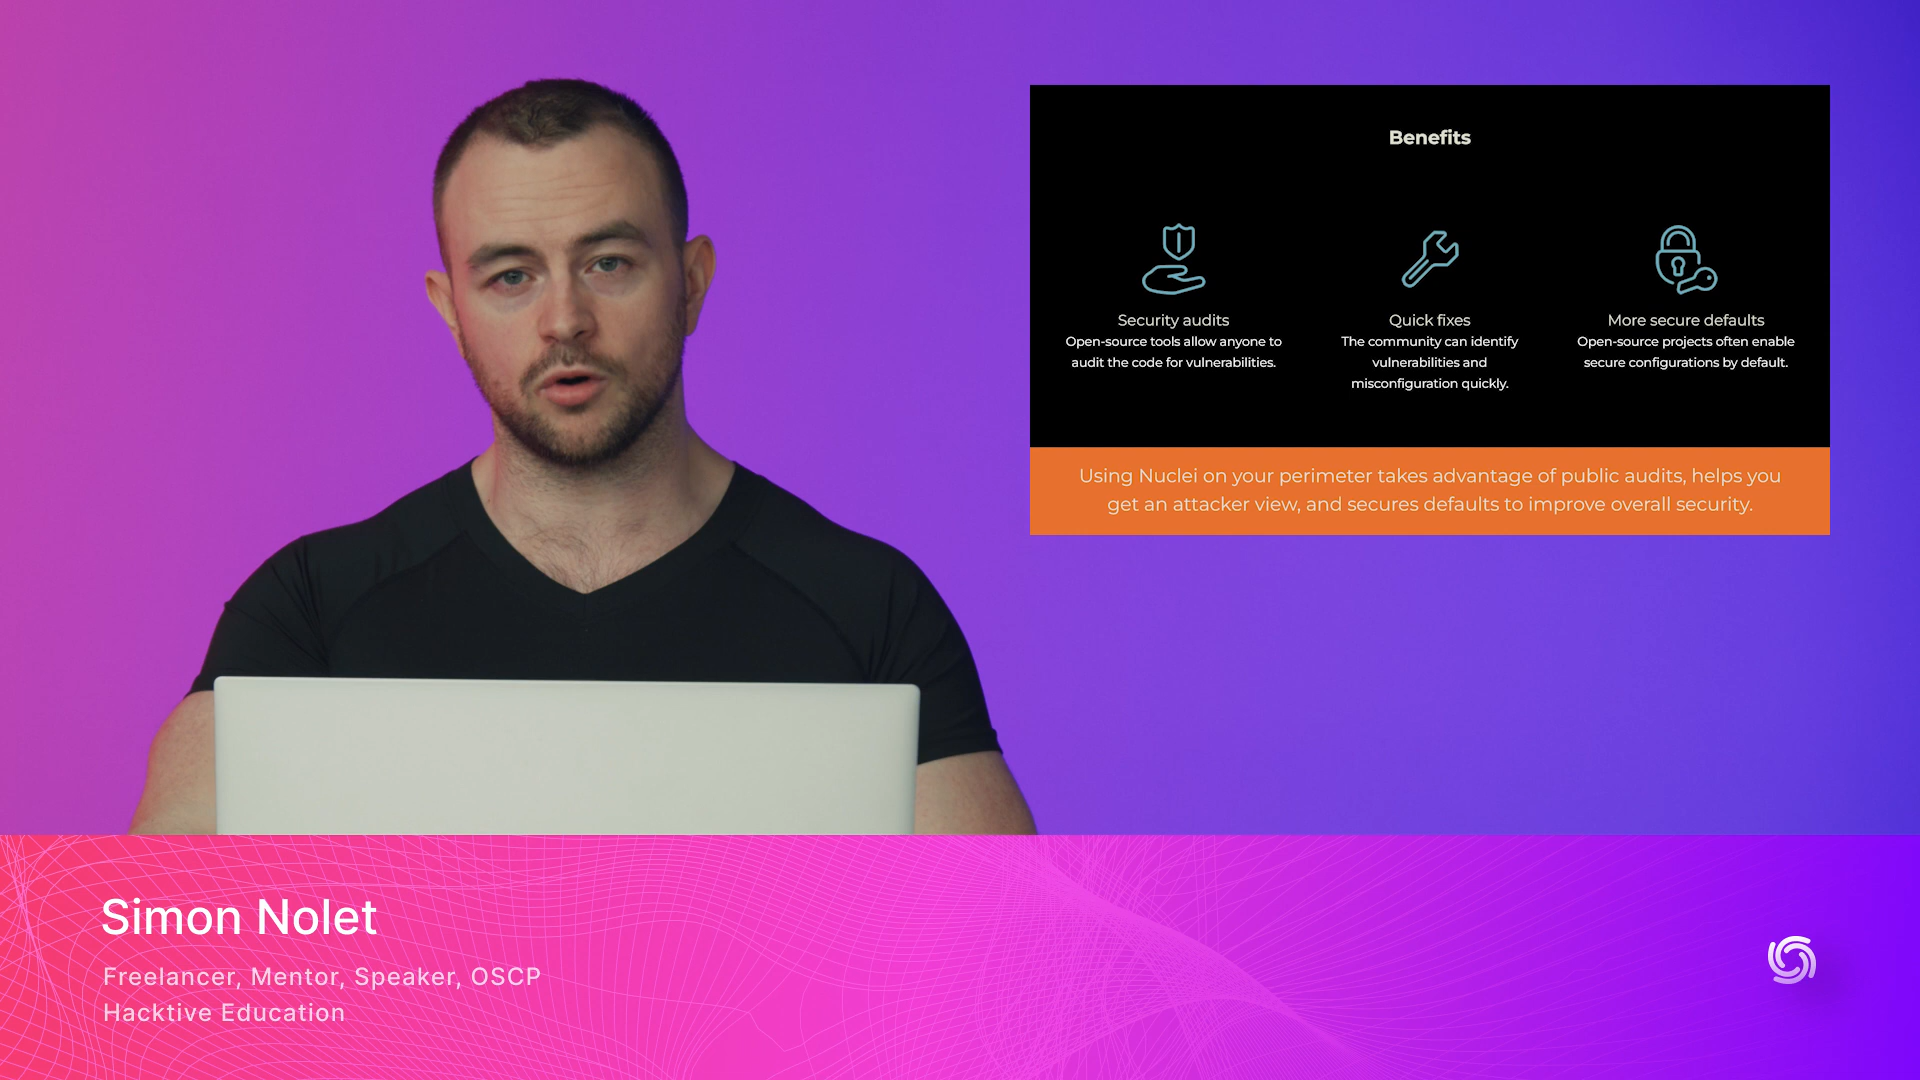 Benefits
Security audits
Open-source tools allow anyone to
audit the code for vulnerabilities.
Quick fixes
The community can identify
vulnerabilities and
misconfiguration quickly.
More secure defaults
Open-source projects often enable
secure configurations by default.
Using Nuclei on your perimeter takes advantage of public audits, helps you
get an attacker view, and secures defaults to improve overall security.
Simon Nolet
Freelancer, Mentor, Speaker, OSCP
Hacktive Education